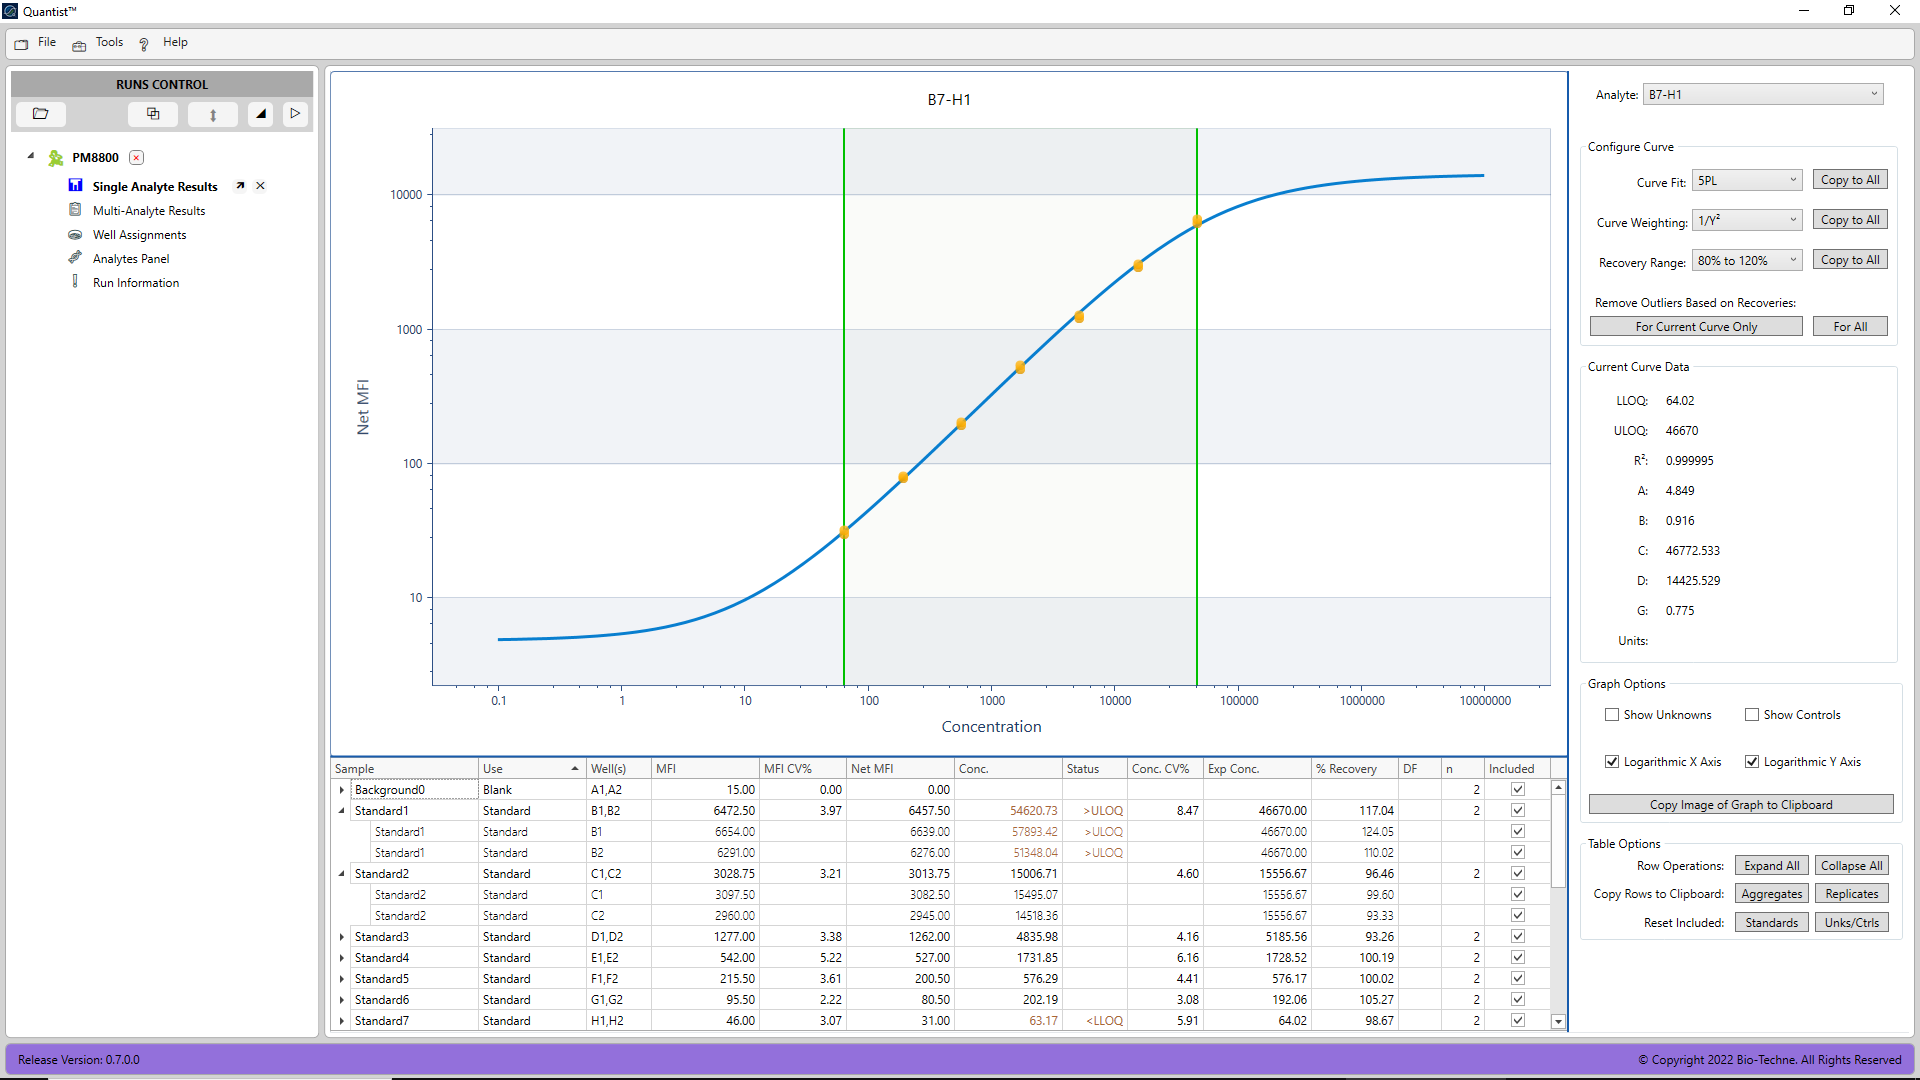 Quantist™
File Tools Help
RUNS CONTROL
PM8800
Single Analyte Results
Multi-Analyte Results
Well Assignments
Analytes Panel
Run Information
B7-H1
Net MFI
10000
1000
100
10
0.1 1 10 100 1000 10000 100000 1000000 10000000
Concentration
Sample Use Well(s) MFI MFI CV% Net MFI Conc. Status Conc. CV% Exp Conc. % Recovery DF n Included
Background0 Blank A1,A2 15.00 0.00 0.00 2
Standard1 Standard B1,B2 6472.50 3.97 6457.50 54620.73 >ULOQ 8.47 46670.00 117.04 2
Standard1 Standard B1 6654.00 6639.00 57893.42 >ULOQ 46670.00 124.05
Standard1 Standard B2 6291.00 6276.00 51348.04 >ULOQ 46670.00 110.02
Standard2 Standard C1,C2 3028.75 3.21 3013.75 15006.71 4.60 15556.67 96.46 2
Standard2 Standard C1 3097.50 3082.50 15495.07 15556.67 99.60
Standard2 Standard C2 2960.00 2945.00 14518.36 15556.67 93.33
Standard3 Standard D1,D2 1277.00 3.38 1262.00 4835.98 4.16 5185.56 93.26 2
Standard4 Standard E1,E2 542.00 5.22 527.00 1731.85 6.16 1728.52 100.19 2
Standard5 Standard F1,F2 215.50 3.61 200.50 576.29 4.41 576.17 100.02 2
Standard6 Standard G1,G2 95.50 2.22 80.50 202.19 3.08 192.06 105.27 2
Standard7 Standard H1,H2 46.00 3.07 31.00 63.17 <LLOQ 5.91 64.02 98.67 2
Analyte: B7-H1
Configure Curve
Curve Fit: 5PL Copy to All
Curve Weighting: 1/Y² Copy to All
Recovery Range: 80% to 120% Copy to All
Remove Outliers Based on Recoveries:
For Current Curve Only For All
Current Curve Data
LLOQ: 64.02
ULOQ: 46670
R²: 0.999995
A: 4.849
B: 0.916
C: 46772.533
D: 14425.529
G: 0.775
Units:
Graph Options
Show Unknowns Show Controls
Logarithmic X Axis Logarithmic Y Axis
Copy Image of Graph to Clipboard
Table Options
Row Operations: Expand All Collapse All
Copy Rows to Clipboard: Aggregates Replicates
Reset Included: Standards Unks/Ctrls
Release Version: 0.7.0.0
© Copyright 2022 Bio-Techne. All Rights Reserved